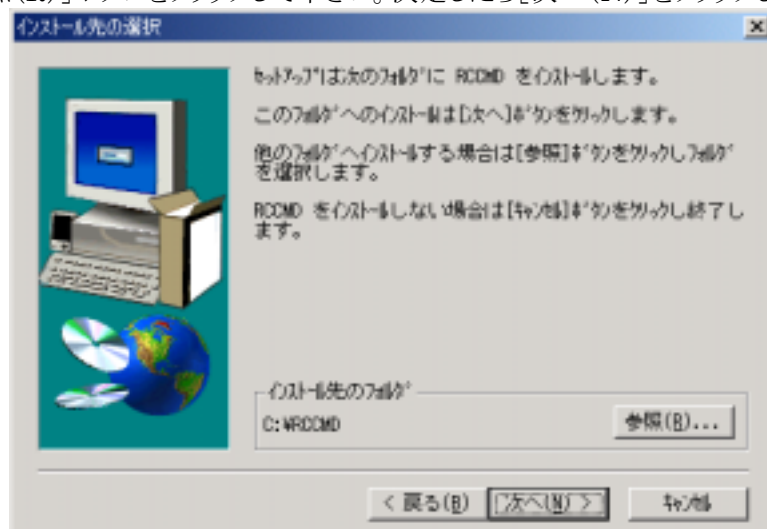 インストール先の選択
ｾｯﾄｱｯﾌﾟは次のﾌｫﾙﾀﾞに RCCMD をｲﾝｽﾄｰﾙします。
このﾌｫﾙﾀﾞへのｲﾝｽﾄｰﾙは[次へ]ﾎﾞﾀﾝをｸﾘｯｸします。
他のﾌｫﾙﾀﾞへｲﾝｽﾄｰﾙする場合は[参照]ﾎﾞﾀﾝをｸﾘｯｸしﾌｫﾙﾀﾞ
を選択します。
RCCMD をｲﾝｽﾄｰﾙしない場合は[ｷｬﾝｾﾙ]ﾎﾞﾀﾝをｸﾘｯｸし終了し
ます。
ｲﾝｽﾄｰﾙ先のﾌｫﾙﾀﾞ
C:¥RCCMD
参照(R)...
< 戻る(B)
次へ(N) >
ｷｬﾝｾﾙ